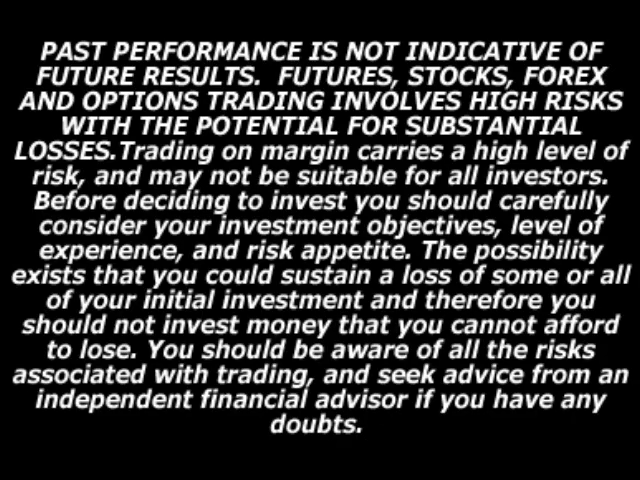 PAST PERFORMANCE IS NOT INDICATIVE OF
FUTURE RESULTS.  FUTURES, STOCKS, FOREX
AND OPTIONS TRADING INVOLVES HIGH RISKS
WITH THE POTENTIAL FOR SUBSTANTIAL
LOSSES.Trading on margin carries a high level of
risk, and may not be suitable for all investors.
Before deciding to invest you should carefully
consider your investment objectives, level of
experience, and risk appetite. The possibility
exists that you could sustain a loss of some or all
of your initial investment and therefore you
should not invest money that you cannot afford
to lose. You should be aware of all the risks
associated with trading, and seek advice from an
independent financial advisor if you have any
doubts.